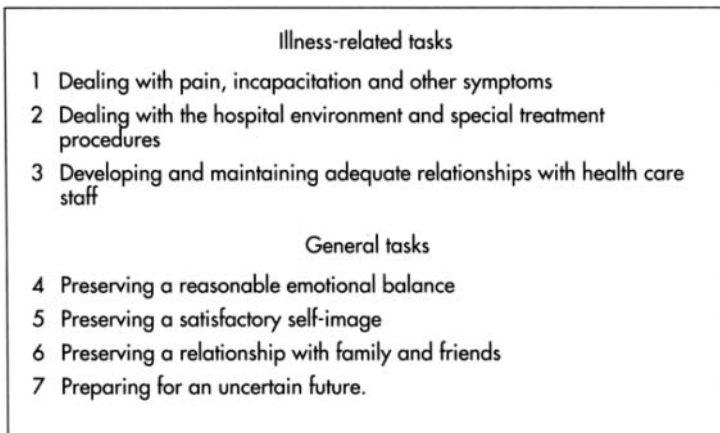 Illness-related tasks
1 Dealing with pain, incapacitation and other symptoms
2 Dealing with the hospital environment and special treatment
procedures
3 Developing and maintaining adequate relationships with health care
staff
General tasks
4 Preserving a reasonable emotional balance
5 Preserving a satisfactory self-image
6 Preserving a relationship with family and friends
7 Preparing for an uncertain future.